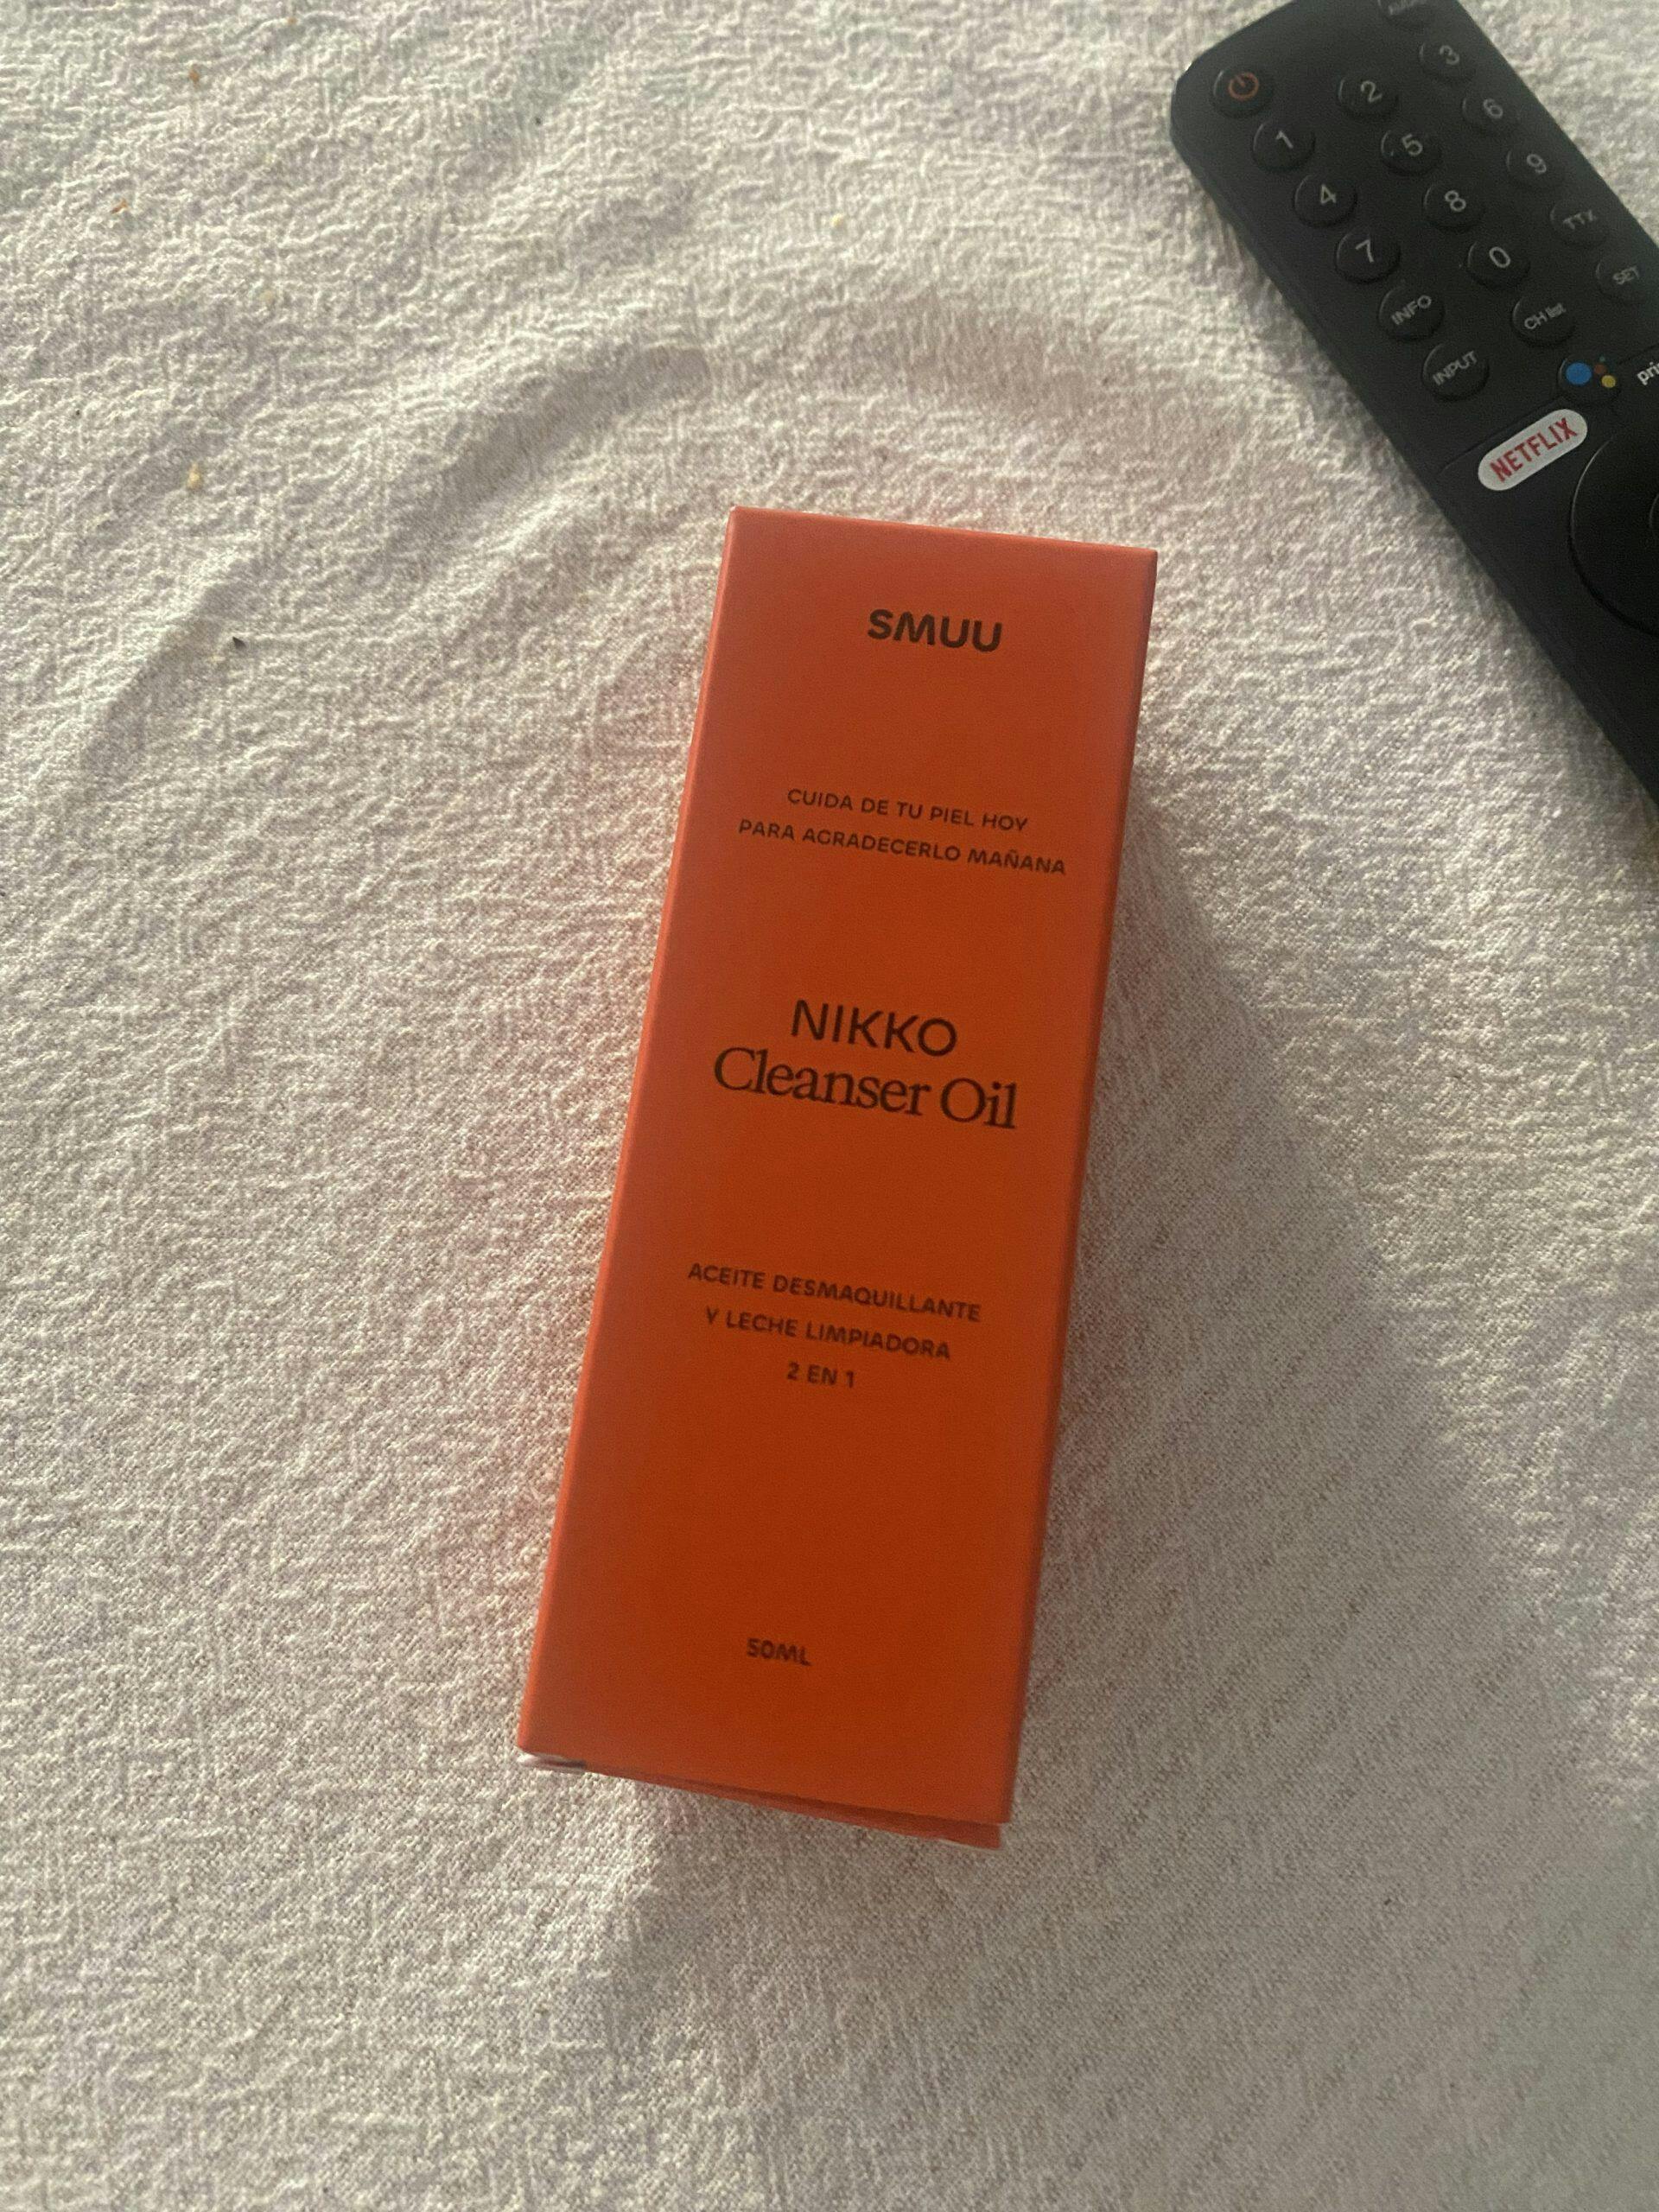 SMUU
CUIDA DE TU PIEL HOY
PARA AGRADECERLO MAÑANA
NIKKO
Cleanser Oil
ACEITE DESMAQUILLANTE
Y LECHE LIMPIADORA
2 EN 1
50ML
3
2
6
1
5
9
4
8
TTX
7
0
SET
INFO
CH list
INPUT
NETFLIX